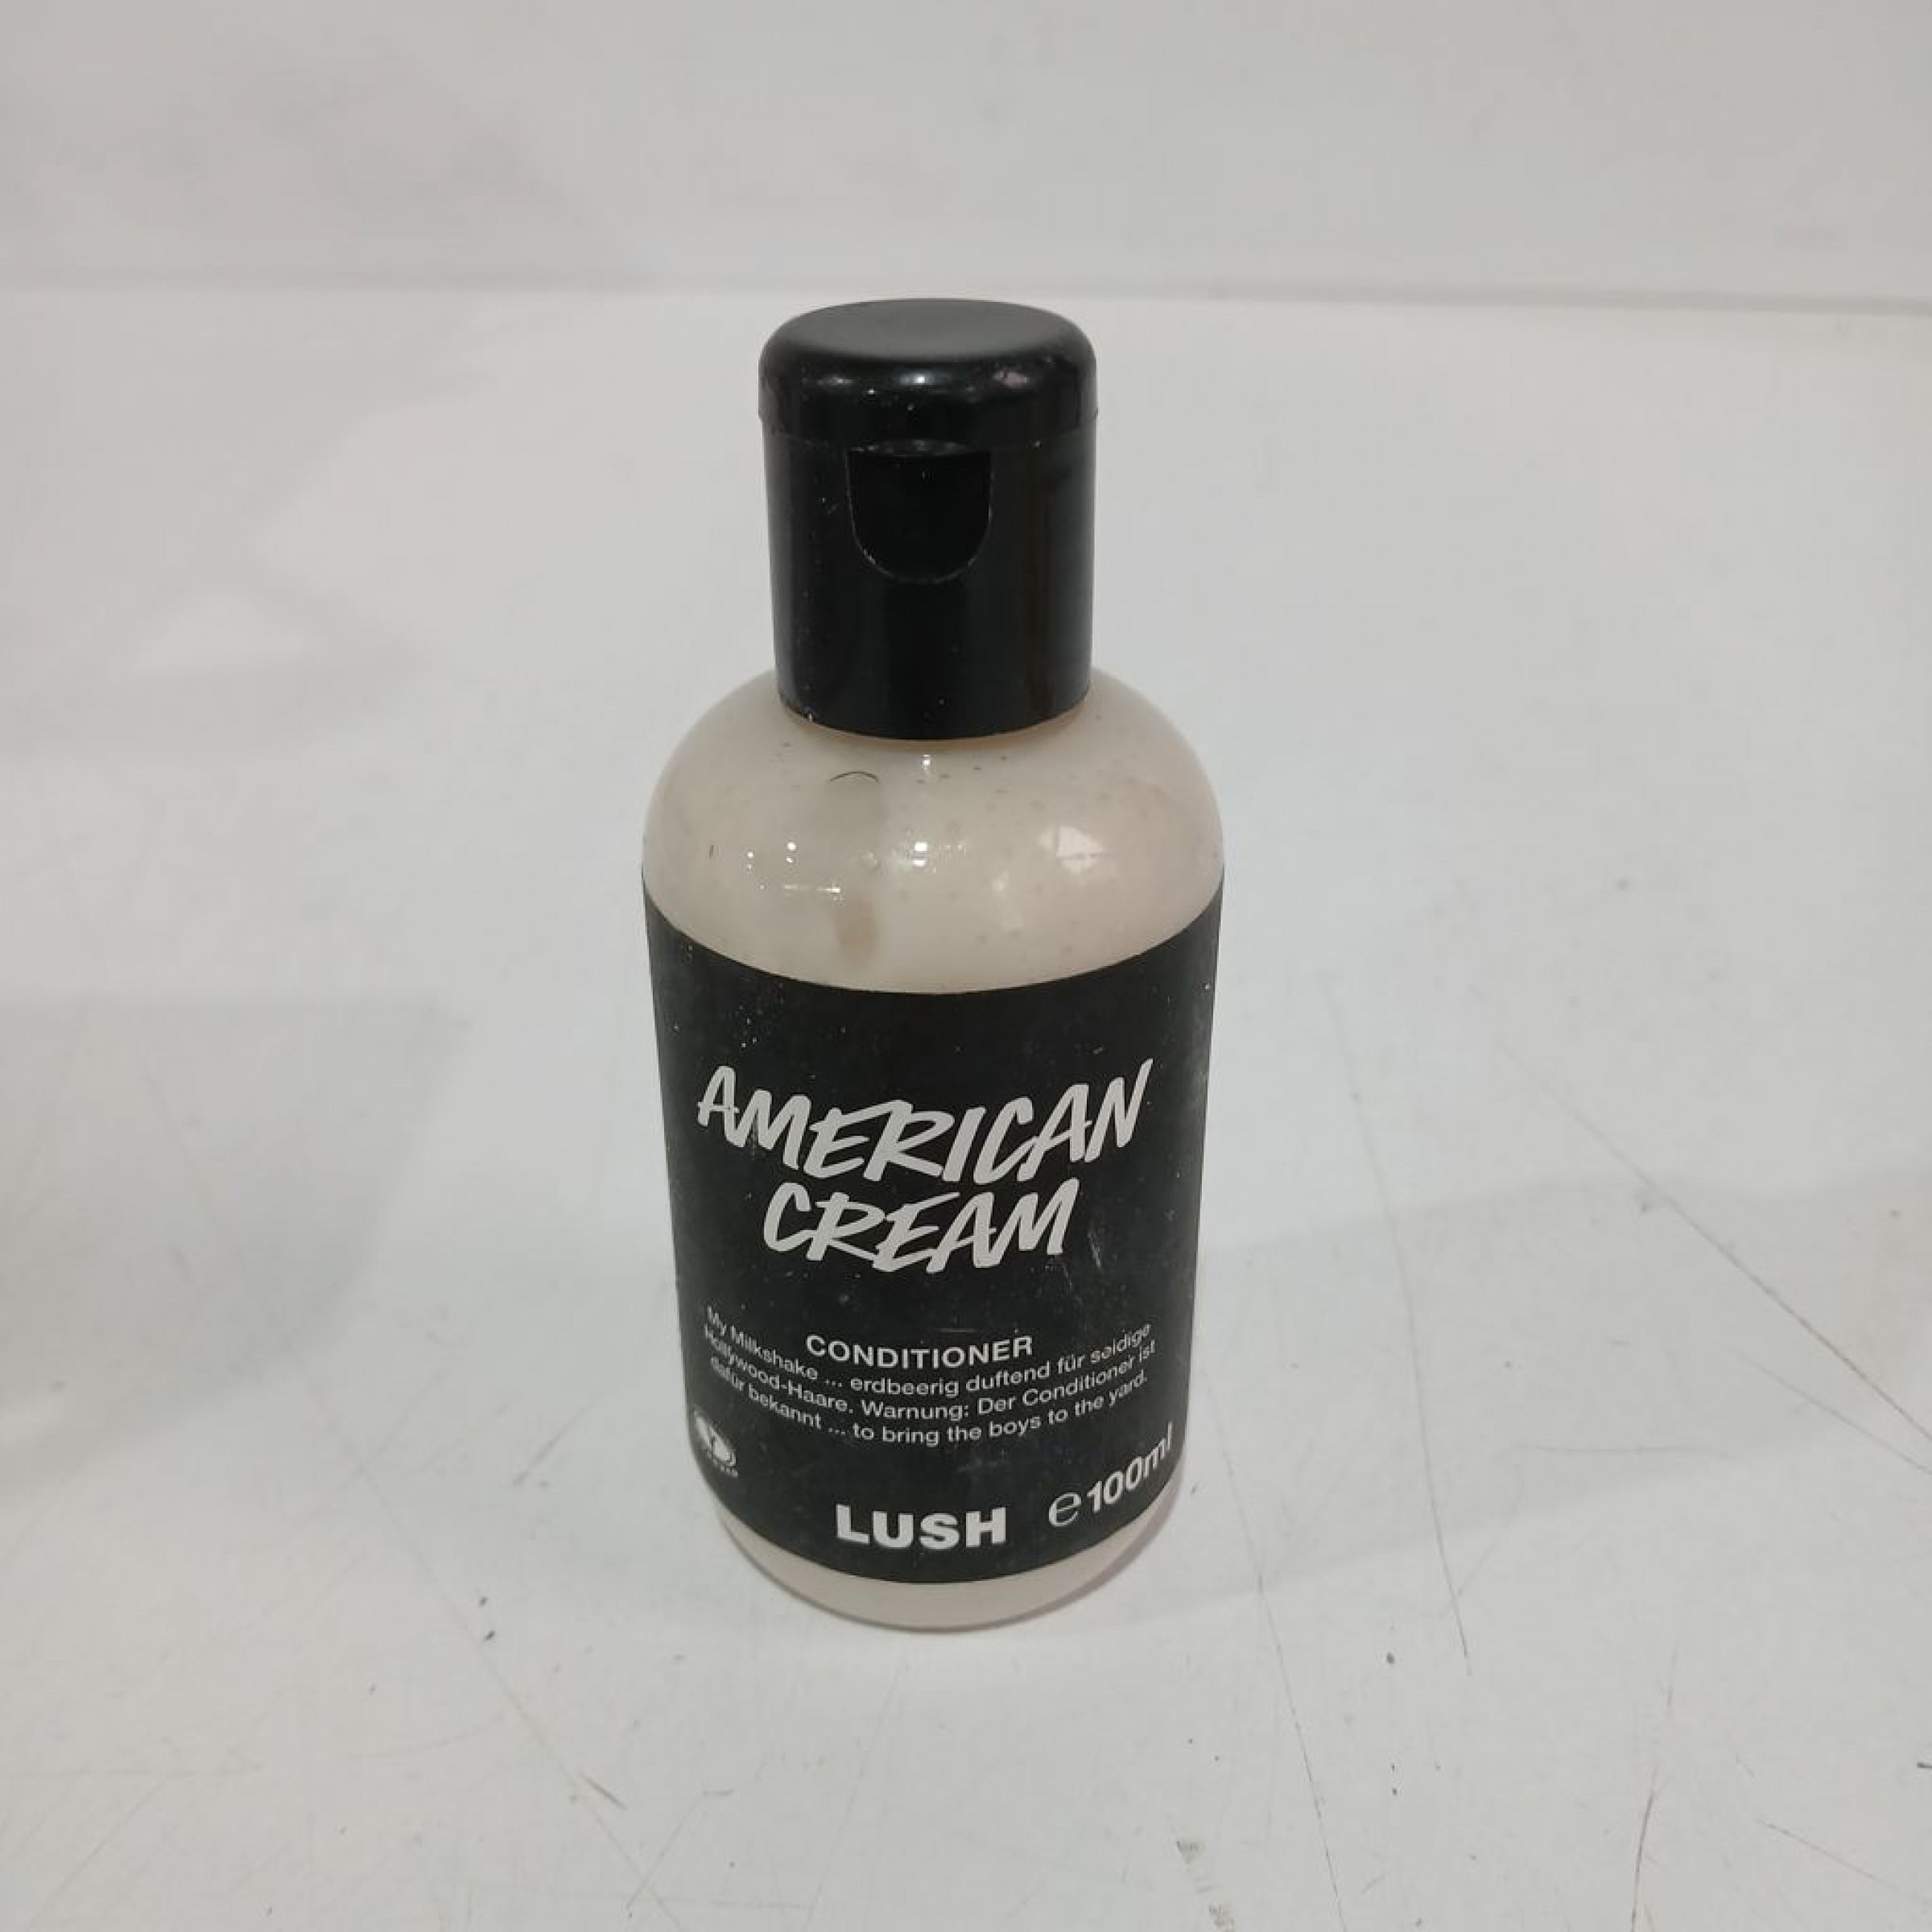 AMERICAN
CREAM
CONDITIONER
My Milkshake ... erdbeerig duftend für seidige
Hollywood-Haare. Warnung: Der Conditioner ist
dafür bekannt ... to bring the boys to the yard.
LUSH ℮100ml